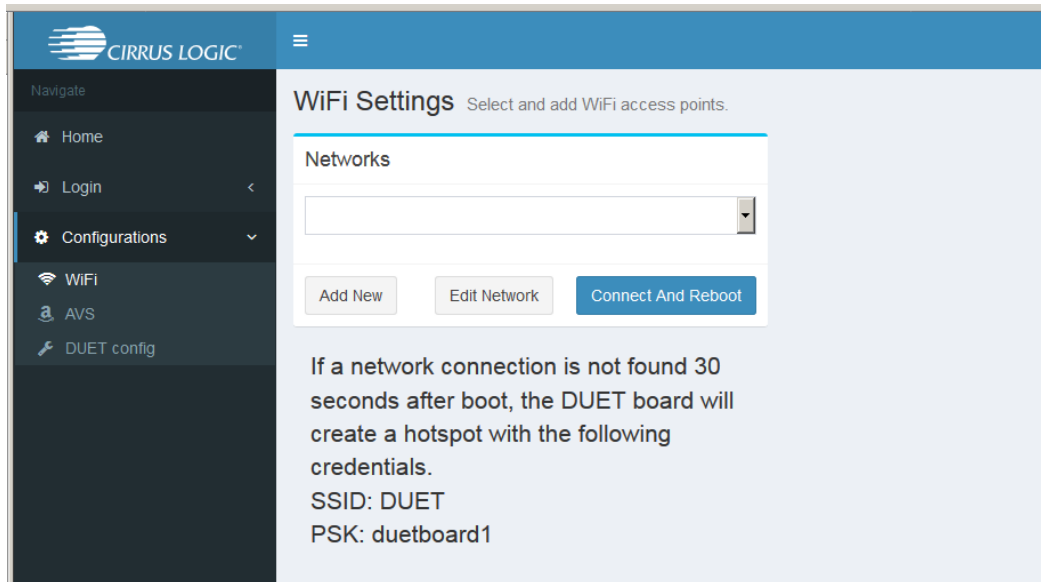 CIRRUS LOGIC®
Navigate
Home
Login
Configurations
WiFi
AVS
DUET config
WiFi Settings Select and add WiFi access points.
Networks
Add New
Edit Network
Connect And Reboot
If a network connection is not found 30
seconds after boot, the DUET board will
create a hotspot with the following
credentials.
SSID: DUET
PSK: duetboard1